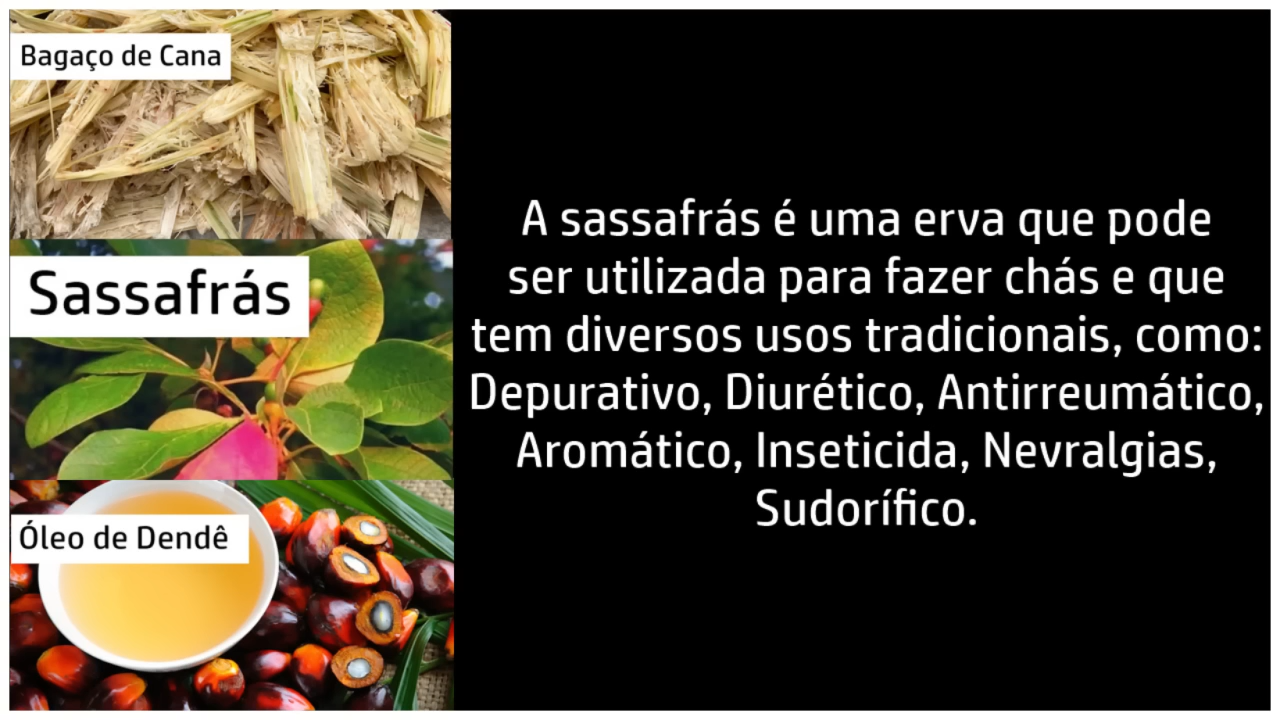 Bagaço de Cana
Sassafrás
Óleo de Dendê
A sassafrás é uma erva que pode
ser utilizada para fazer chás e que
tem diversos usos tradicionais, como:
Depurativo, Diurético, Antirreumático,
Aromático, Inseticida, Nevralgias,
Sudorífico.